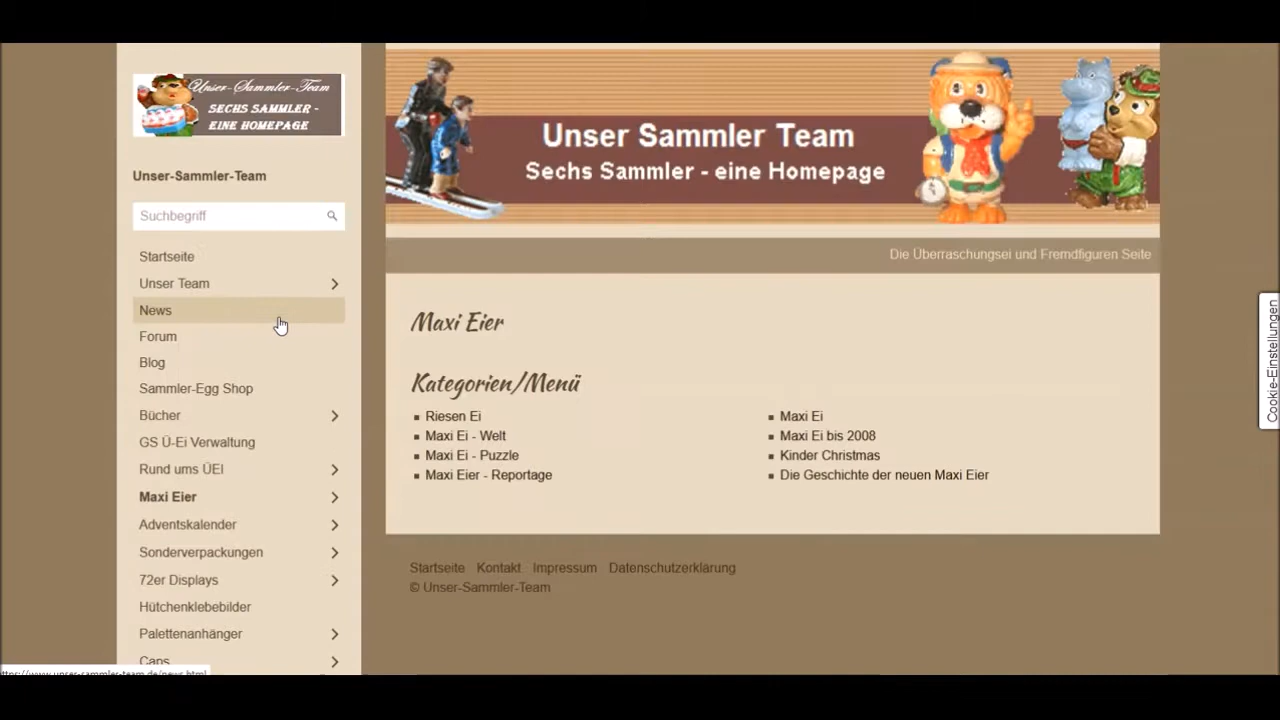 Unser-Sammler-Team
SECHS SAMMLER -
EINE HOMEPAGE
Unser-Sammler-Team
Suchbegriff
Startseite
Unser Team
News
Forum
Blog
Sammler-Egg Shop
Bücher
GS Ü-Ei Verwaltung
Rund ums ÜEI
Maxi Eier
Adventskalender
Sonderverpackungen
72er Displays
Hütchenklebebilder
Palettenanhänger
Caps
Unser Sammler Team
Sechs Sammler - eine Homepage
Die Überraschungsei und Fremdfiguren Seite
Maxi Eier
Kategorien/Menü
Riesen Ei
Maxi Ei - Welt
Maxi Ei - Puzzle
Maxi Eier - Reportage
Maxi Ei
Maxi Ei bis 2008
Kinder Christmas
Die Geschichte der neuen Maxi Eier
Startseite Kontakt Impressum Datenschutzerklärung
© Unser-Sammler-Team
Cookie-Einstellungen